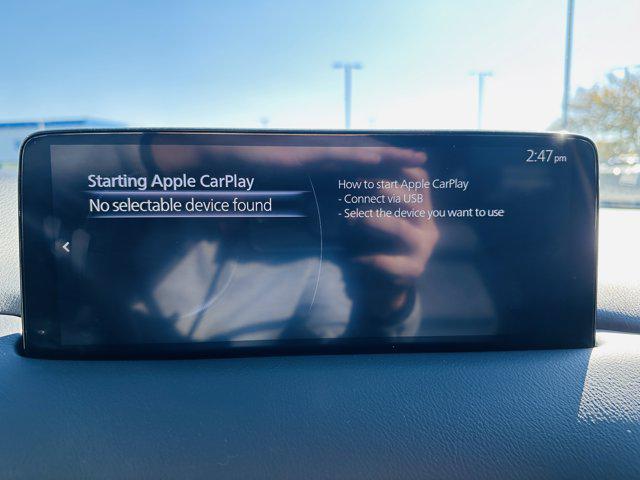 2:47 pm
Starting Apple CarPlay
No selectable device found
How to start Apple CarPlay
- Connect via USB
- Select the device you want to use